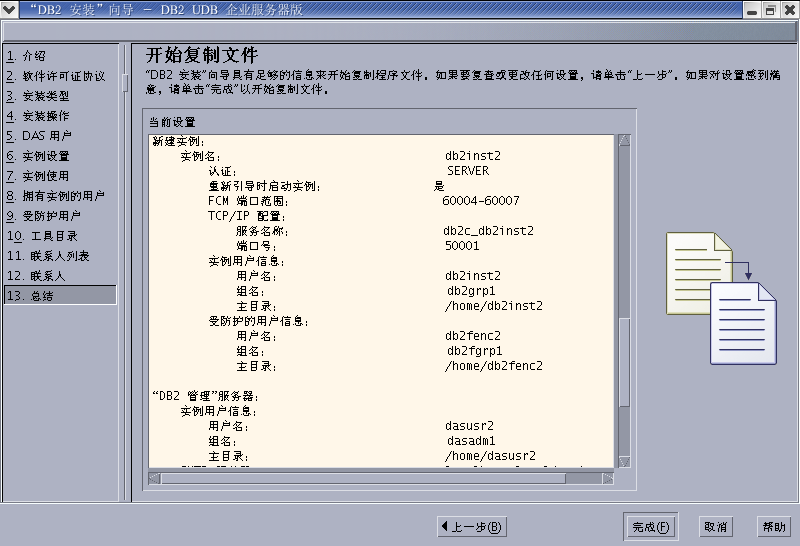 “DB2 安装”向导 - DB2 UDB 企业服务器版
1. 介绍
2. 软件许可证协议
3. 安装类型
4. 安装操作
5. DAS 用户
6. 实例设置
7. 实例使用
8. 拥有实例的用户
9. 受防护用户
10. 工具目录
11. 联系人列表
12. 联系人
13. 总结
开始复制文件
“DB2 安装”向导具有足够的信息来开始复制程序文件。如果要复查或更改任何设置，请单击“上一步”。如果对设置感到满
意，请单击“完成”以开始复制文件。
当前设置
新建实例：
实例名： db2inst2
认证： SERVER
重新引导时启动实例： 是
FCM 端口范围： 60004-60007
TCP/IP 配置：
服务名称： db2c_db2inst2
端口号： 50001
实例用户信息：
用户名： db2inst2
组名： db2grp1
主目录： /home/db2inst2
受防护的用户信息：
用户名： db2fenc2
组名： db2fgrp1
主目录： /home/db2fenc2
“DB2 管理”服务器：
实例用户信息：
用户名： dasusr2
组名： dasadm1
主目录： /home/dasusr2
上一步(B) 完成(F) 取消 帮助